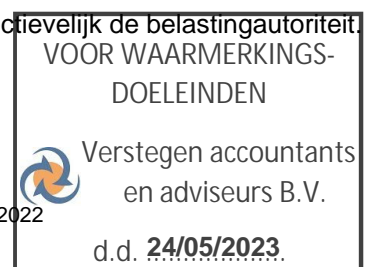 ctievelijk de belastingautoriteit.
VOOR WAARMERKINGS-
DOELEINDEN
Verstegen accountants
en adviseurs B.V.
2022
d.d. 24/05/2023.